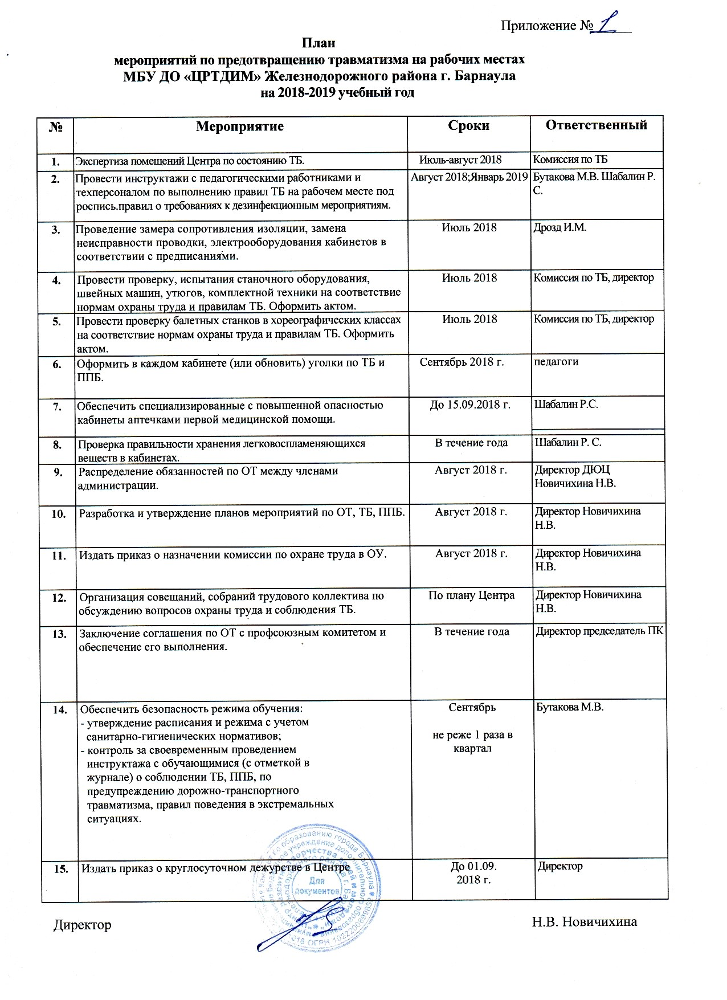 Приложение № 1
План
мероприятий по предотвращению травматизма на рабочих местах
МБУ ДО «ЦРТДИМ» Железнодорожного района г. Барнаула
на 2018-2019 учебный год
№ Мероприятие Сроки Ответственный
1. Экспертиза помещений Центра по состоянию ТБ. Июль-август 2018 Комиссия по ТБ
2. Провести инструктажи с педагогическими работниками и Август 2018;Январь 2019 Бутакова М.В. Шабалин Р.
техперсоналом по выполнению правил ТБ на рабочем месте под С.
роспись.правил о требованиях к дезинфекционным мероприятиям.
3. Проведение замера сопротивления изоляции, замена Июль 2018 Дрозд И.М.
неисправности проводки, электрооборудования кабинетов в
соответствии с предписаниями.
4. Провести проверку, испытания станочного оборудования, Июль 2018 Комиссия по ТБ, директор
швейных машин, утюгов, комплектной техники на соответствие
нормам охраны труда и правилам ТБ. Оформить актом.
5. Провести проверку балетных станков в хореографических классах Июль 2018 Комиссия по ТБ, директор
на соответствие нормам охраны труда и правилам ТБ. Оформить
актом.
6. Оформить в каждом кабинете (или обновить) уголки по ТБ и Сентябрь 2018 г. педагоги
ППБ.
7. Обеспечить специализированные с повышенной опасностью До 15.09.2018 г. Шабалин Р.С.
кабинеты аптечками первой медицинской помощи.
8. Проверка правильности хранения легковоспламеняющихся В течение года Шабалин Р. С.
веществ в кабинетах.
9. Распределение обязанностей по ОТ между членами Август 2018 г. Директор ДЮЦ
администрации. Новичихина Н.В.
10. Разработка и утверждение планов мероприятий по ОТ, ТБ, ППБ. Август 2018 г. Директор Новичихина
Н.В.
11. Издать приказ о назначении комиссии по охране труда в ОУ. Август 2018 г. Директор Новичихина
Н.В.
12. Организация совещаний, собраний трудового коллектива по По плану Центра Директор Новичихина
обсуждению вопросов охраны труда и соблюдения ТБ. Н.В.
13. Заключение соглашения по ОТ с профсоюзным комитетом и В течение года Директор председатель ПК
обеспечение его выполнения.
14. Обеспечить безопасность режима обучения: Сентябрь Бутакова М.В.
- утверждение расписания и режима с учетом
санитарно-гигиенических нормативов; не реже 1 раза в
- контроль за своевременным проведением квартал
инструктажа с обучающимися (с отметкой в
журнале) о соблюдении ТБ, ППБ, по
предупреждению дорожно-транспортного
травматизма, правил поведения в экстремальных
ситуациях.
15. Издать приказ о круглосуточном дежурстве в Центре До 01.09. Директор
2018 г.
Для
документов
Директор Н.В. Новичихина